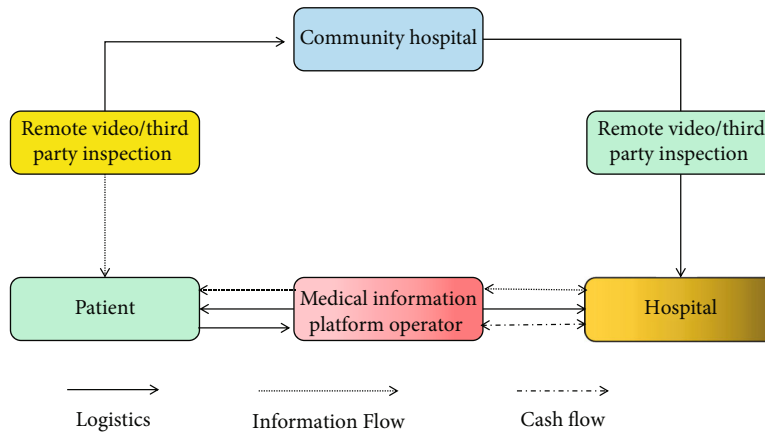 Community hospital
Remote video/third
party inspection
Remote video/third
party inspection
Patient
Medical information
platform operator
Hospital
Logistics
Information Flow
Cash flow